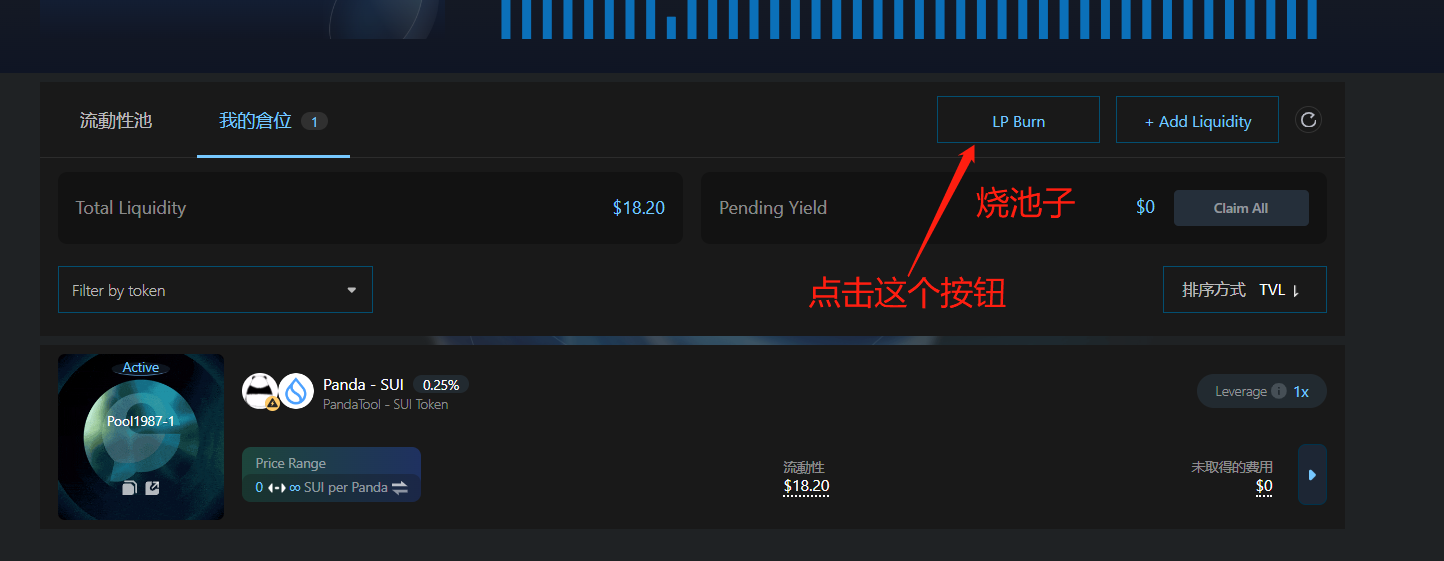 流動性池
我的倉位 1
LP Burn
+ Add Liquidity
Total Liquidity
$18.20
Pending Yield
烧池子
$0
Claim All
点击这个按钮
Filter by token
排序方式 TVL
Active
Pool1987-1
Panda - SUI 0.25%
PandaTool - SUI Token
Leverage 1x
Price Range
0 ∞ SUI per Panda
流動性
$18.20
未取得的费用
$0